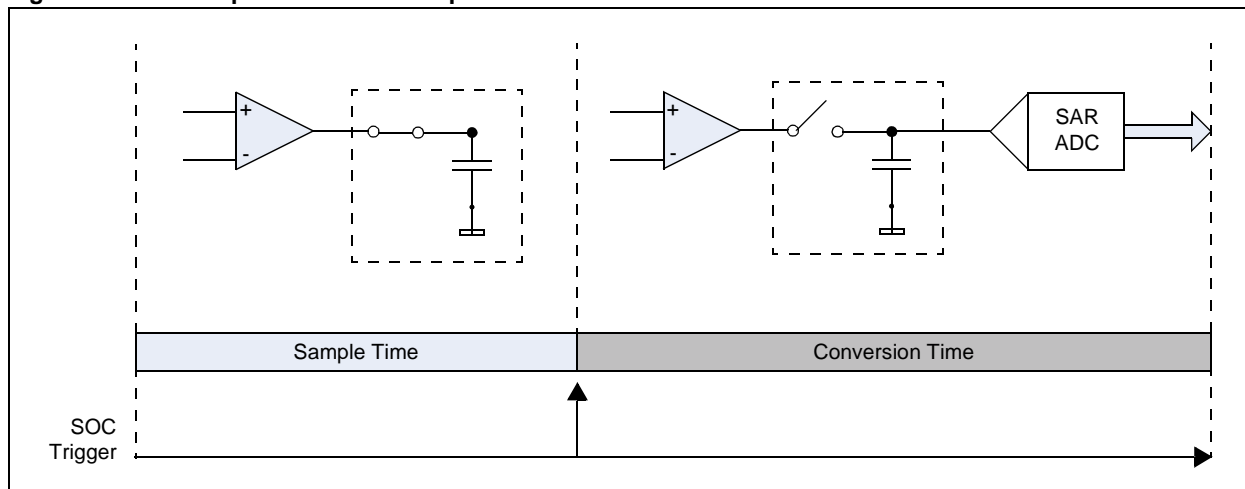 +
-
+
-
SAR
ADC
Sample Time
Conversion Time
SOC
Trigger